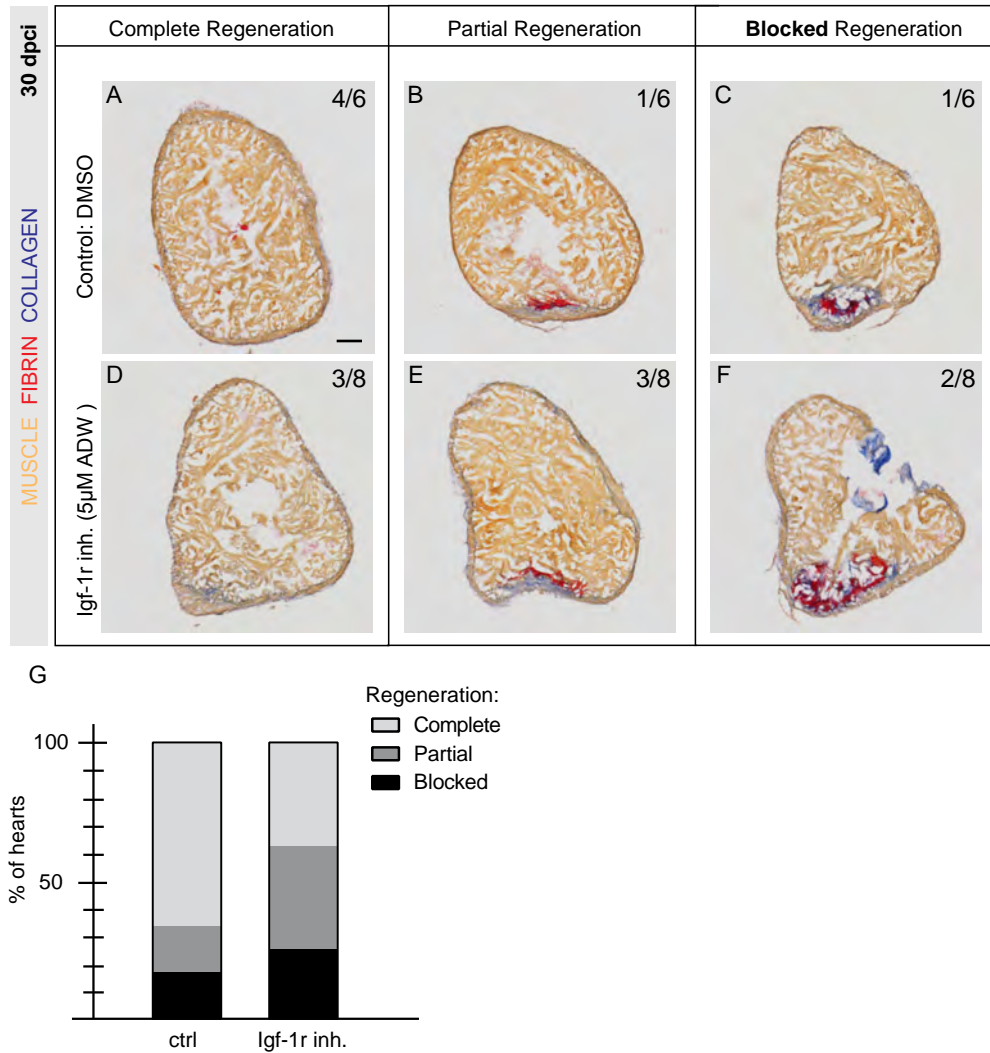 Complete Regeneration
Partial Regeneration
Blocked Regeneration
30 dpci
MUSCLE FIBRIN COLLAGEN
Control: DMSO
A
4/6
B
1/6
C
1/6
Igf-1r inh. (5µM ADW )
D
3/8
E
3/8
F
2/8
G
Regeneration:
Complete
Partial
Blocked
% of hearts
100
50
ctrl
Igf-1r inh.